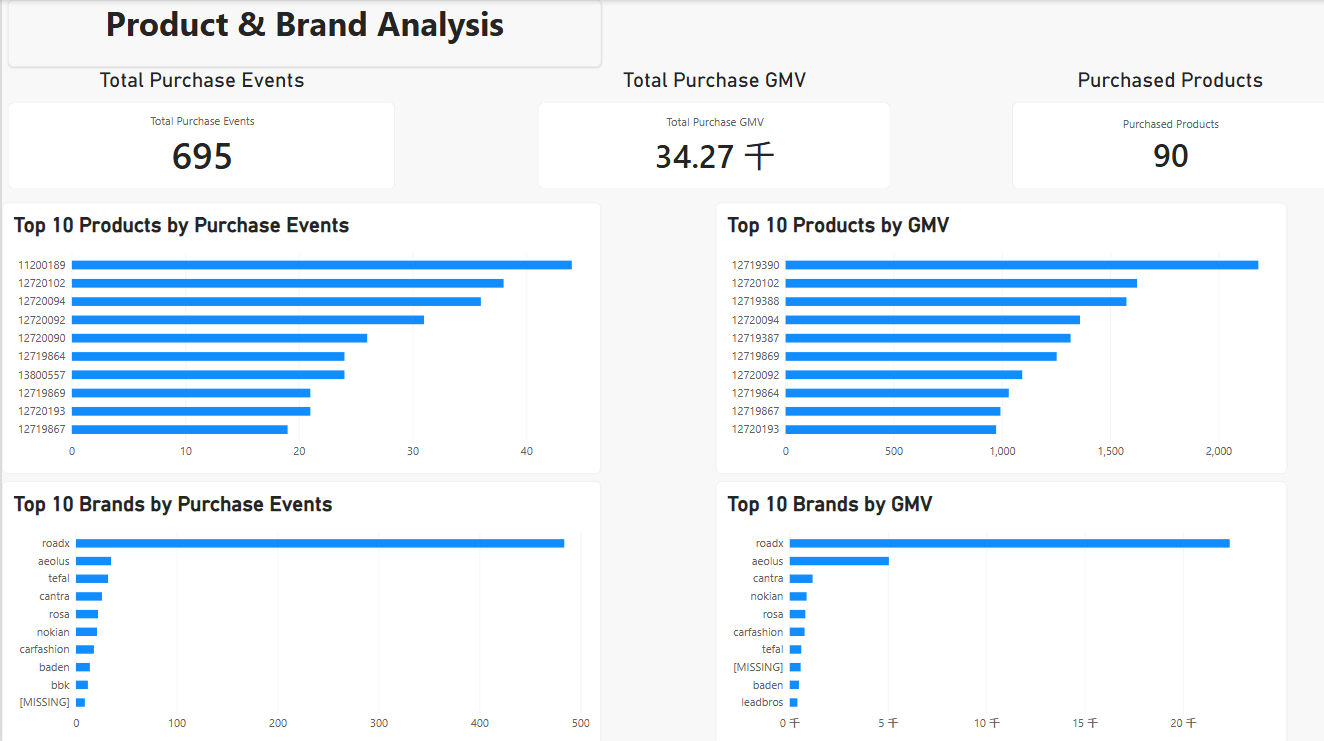 Product & Brand Analysis
Total Purchase Events
Total Purchase GMV
Purchased Products
Total Purchase Events
695
Total Purchase GMV
34.27 千
Purchased Products
90
Top 10 Products by Purchase Events
11200189
12720102
12720094
12720092
12720090
12719864
13800557
12719869
12720193
12719867
0 10 20 30 40
Top 10 Products by GMV
12719390
12720102
12719388
12720094
12719387
12719869
12720092
12719864
12719867
12720193
0 500 1,000 1,500 2,000
Top 10 Brands by Purchase Events
roadx
aeolus
tefal
cantra
rosa
nokian
carfashion
baden
bbk
[MISSING]
0 100 200 300 400 500
Top 10 Brands by GMV
roadx
aeolus
cantra
nokian
rosa
carfashion
tefal
[MISSING]
baden
leadbros
0 千 5 千 10 千 15 千 20 千